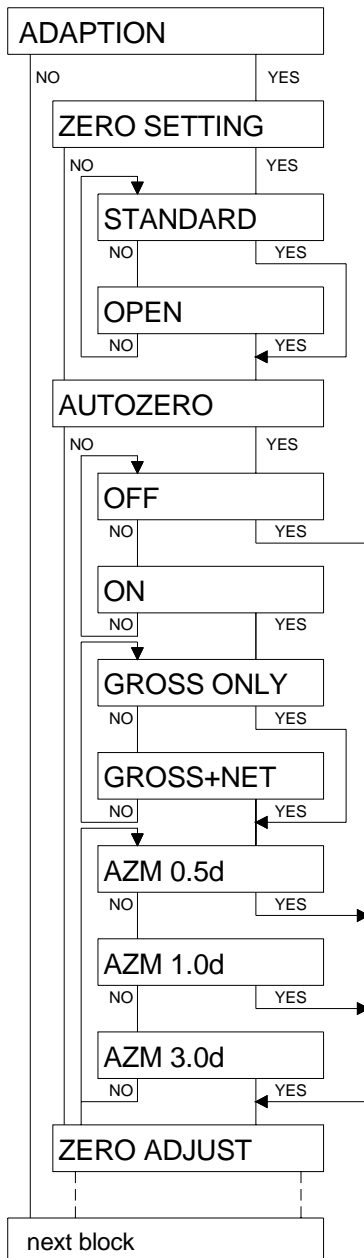 ADAPTION
NO YES
ZERO SETTING
NO YES
STANDARD
NO YES
OPEN
NO YES
AUTOZERO
NO YES
OFF
NO YES
ON
NO YES
GROSS ONLY
NO YES
GROSS+NET
NO YES
AZM 0.5d
NO YES
AZM 1.0d
NO YES
AZM 3.0d
NO YES
ZERO ADJUST
next block